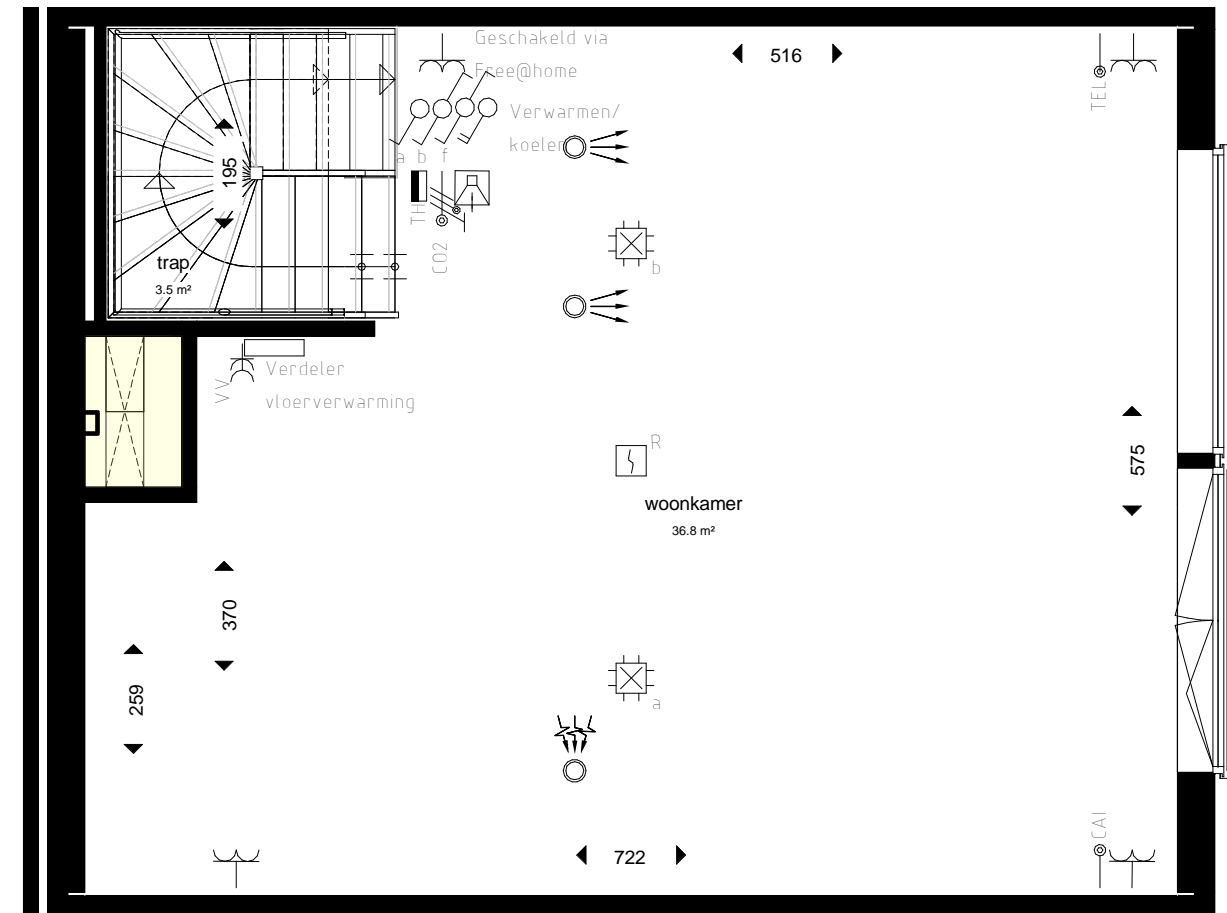 Geschakeld via
Free@home
516
TEL
Verwarmen/
koelen
a b f
195
TH
CO2
trap
3.5 m²
b
VV
Verdeler
vloerverwarming
R
575
woonkamer
36.8 m²
370
259
a
CAI
722